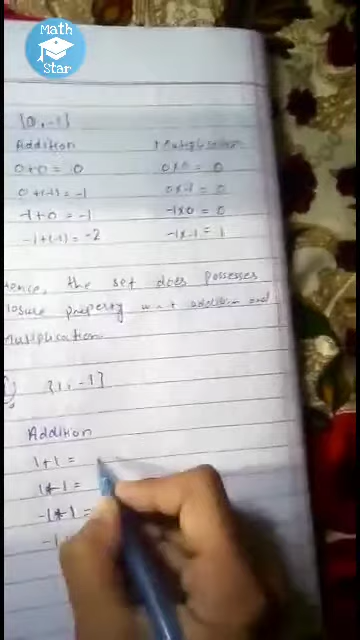 Math
Star
{0, -1}
Addition
0+0 = 0
0×0 = 0
0+(-1) = -1
0×-1 = 0
-1+0 = -1
-1×0 = 0
-1+(-1) = -2
-1×-1 = 1
Hence, the set does possesses
closure property w.r.t addition and
Multiplication.
{1, -1}
Addition
1+1 =